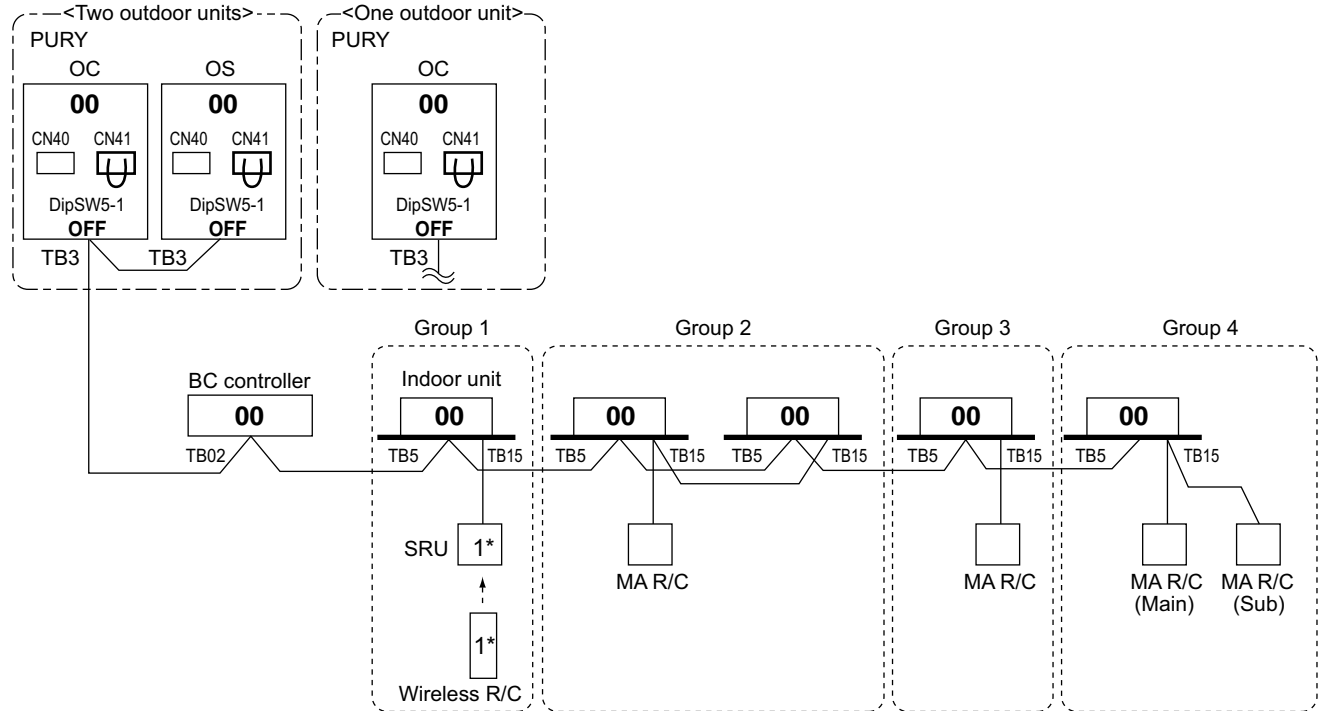 <Two outdoor units>
<One outdoor unit>
PURY
PURY
OC
OS
OC
00
00
00
CN40
CN41
CN40
CN41
CN40
CN41
DipSW5-1
DipSW5-1
DipSW5-1
OFF
OFF
OFF
TB3
TB3
TB3
Group 1
Group 2
Group 3
Group 4
BC controller
Indoor unit
00
00
00
00
00
00
TB02
TB5
TB15
TB5
TB15
TB5
TB15
TB5
TB15
TB5
TB15
SRU
1*
MA R/C
MA R/C
MA R/C
(Main)
MA R/C
(Sub)
1*
Wireless R/C